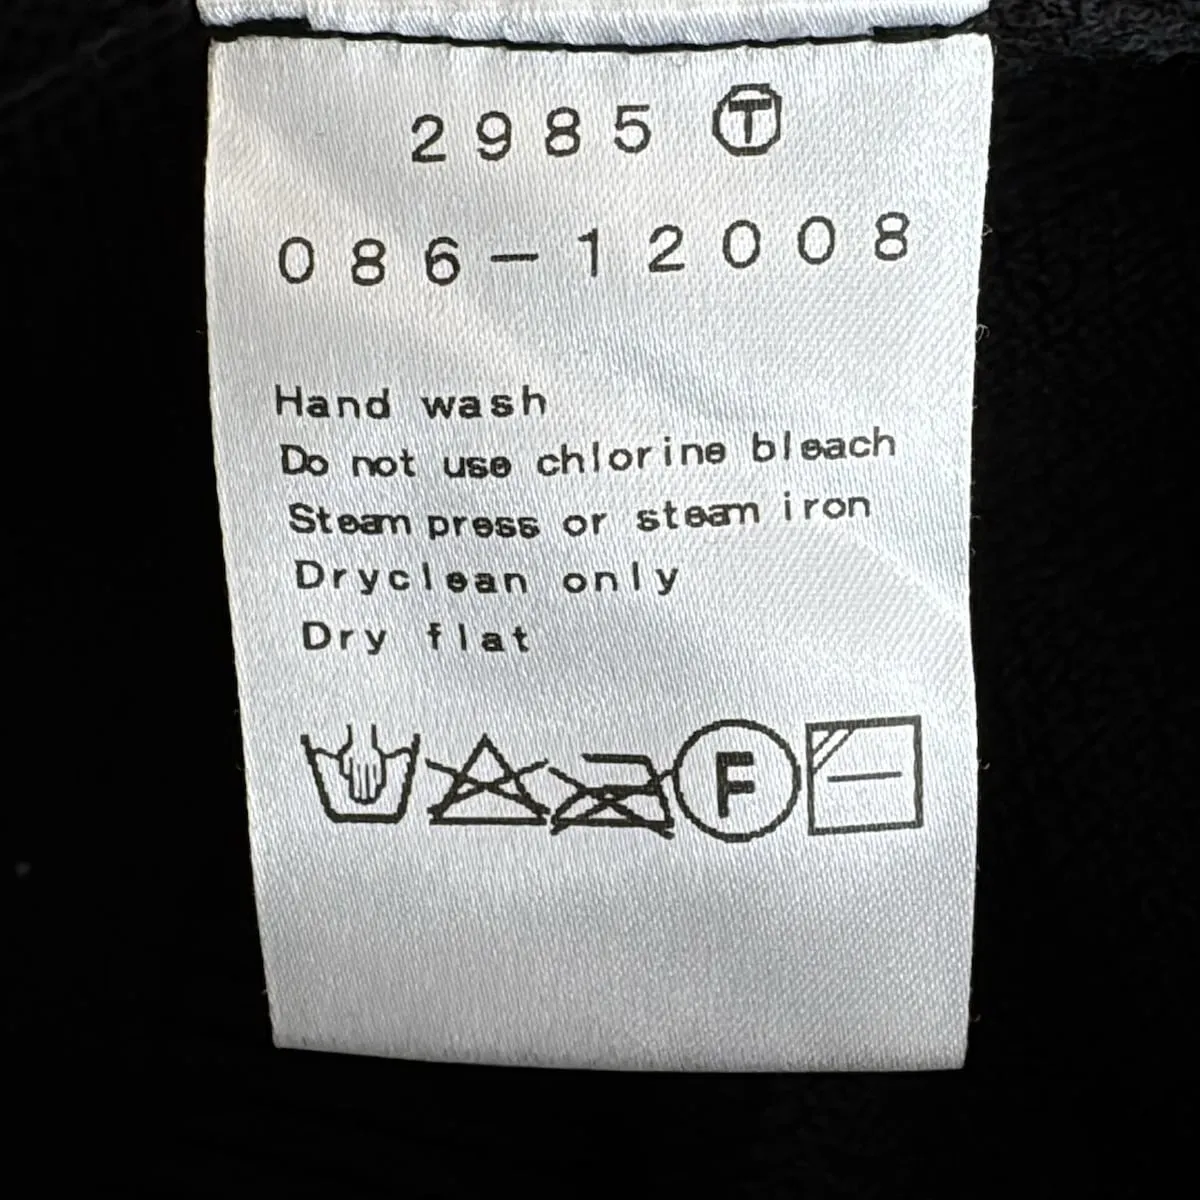 2985 Ⓣ
086-12008
Hand wash
Do not use chlorine bleach
Steam press or steam iron
Dryclean only
Dry flat
F